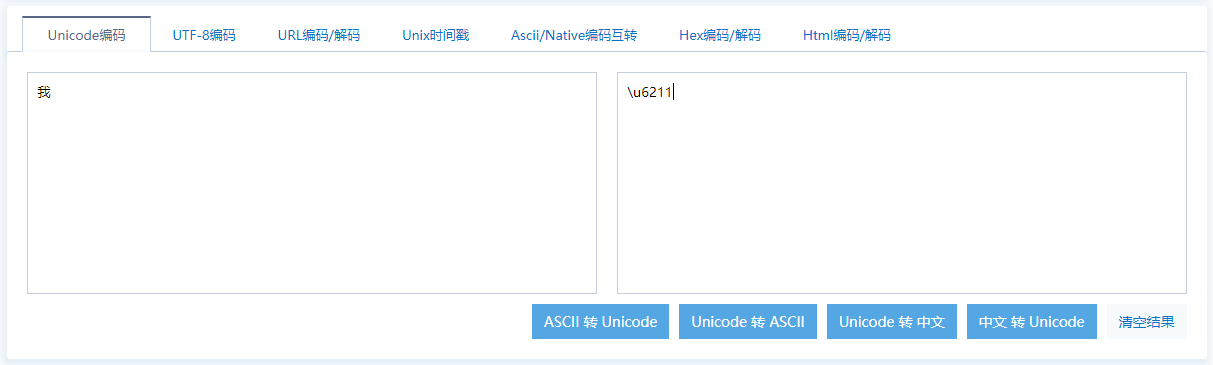 Unicode编码 UTF-8编码 URL编码/解码 Unix时间戳 Ascii/Native编码互转 Hex编码/解码 Html编码/解码
我 \u6211
ASCII 转 Unicode Unicode 转 ASCII Unicode 转 中文 中文 转 Unicode 清空结果